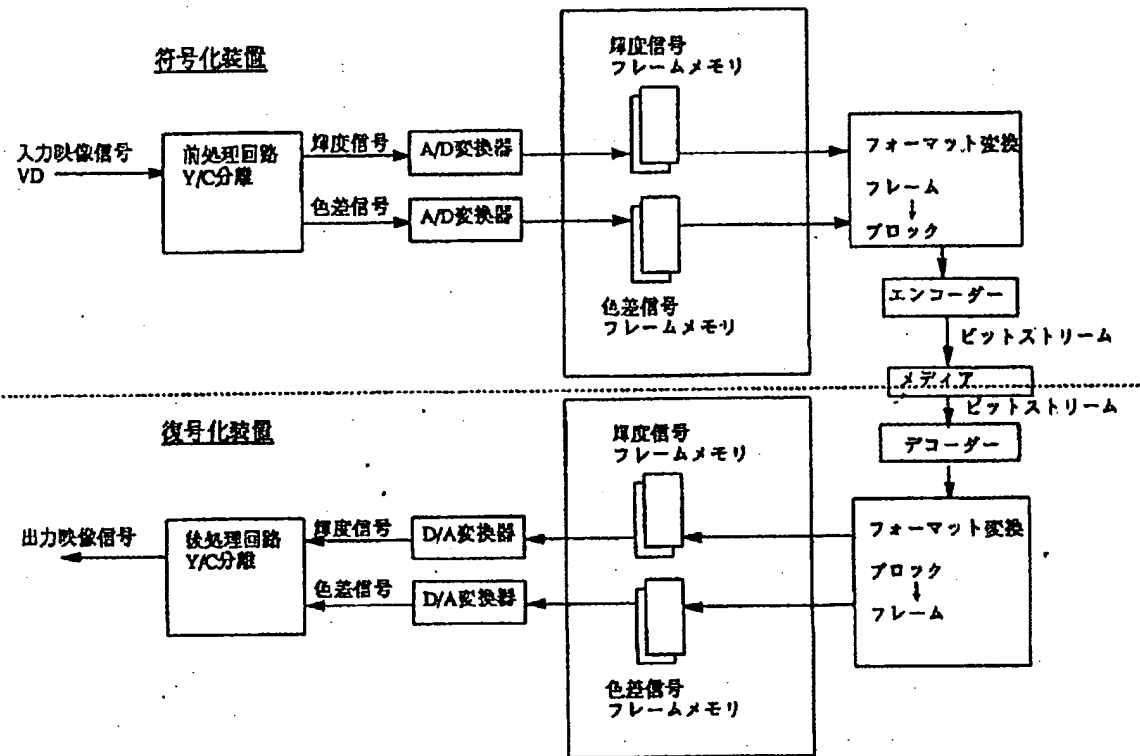 符号化装置
輝度信号
フレームメモリ
入力映像信号
VD
前処理回路
Y/C分離
輝度信号
色差信号
A/D変換器
A/D変換器
フォーマット変換
フレーム
↓
ブロック
色差信号
フレームメモリ
エンコーダー
ビットストリーム
メディア
ビットストリーム
復号化装置
輝度信号
フレームメモリ
デコーダー
出力映像信号
後処理回路
Y/C分離
輝度信号
色差信号
D/A変換器
D/A変換器
フォーマット変換
ブロック
↓
フレーム
色差信号
フレームメモリ